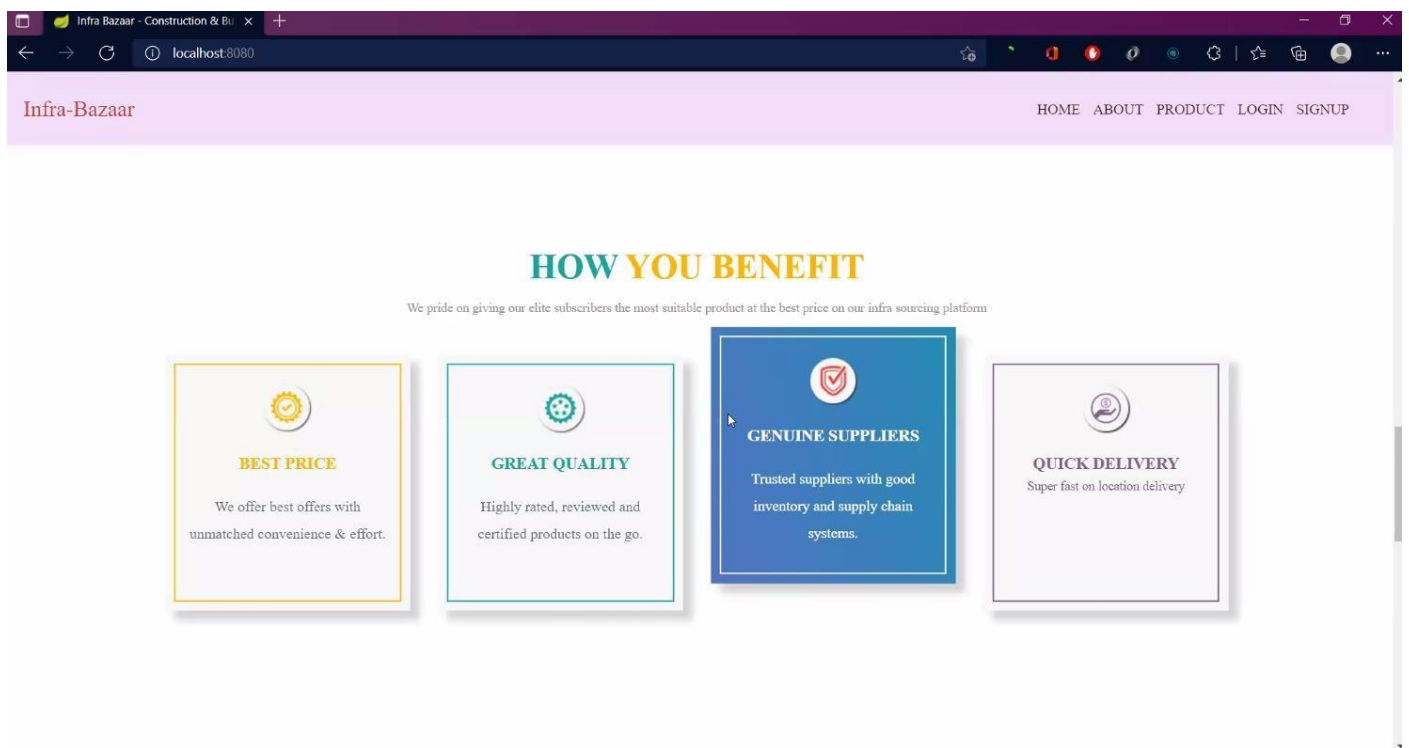 Infra Bazaar - Construction & Bu
localhost:8080
Infra-Bazaar
HOME ABOUT PRODUCT LOGIN SIGNUP
HOW YOU BENEFIT
We pride on giving our elite subscribers the most suitable product at the best price on our infra sourcing platform
BEST PRICE
We offer best offers with
unmatched convenience & effort.
GREAT QUALITY
Highly rated, reviewed and
certified products on the go.
GENUINE SUPPLIERS
Trusted suppliers with good
inventory and supply chain
systems.
QUICK DELIVERY
Super fast on location delivery